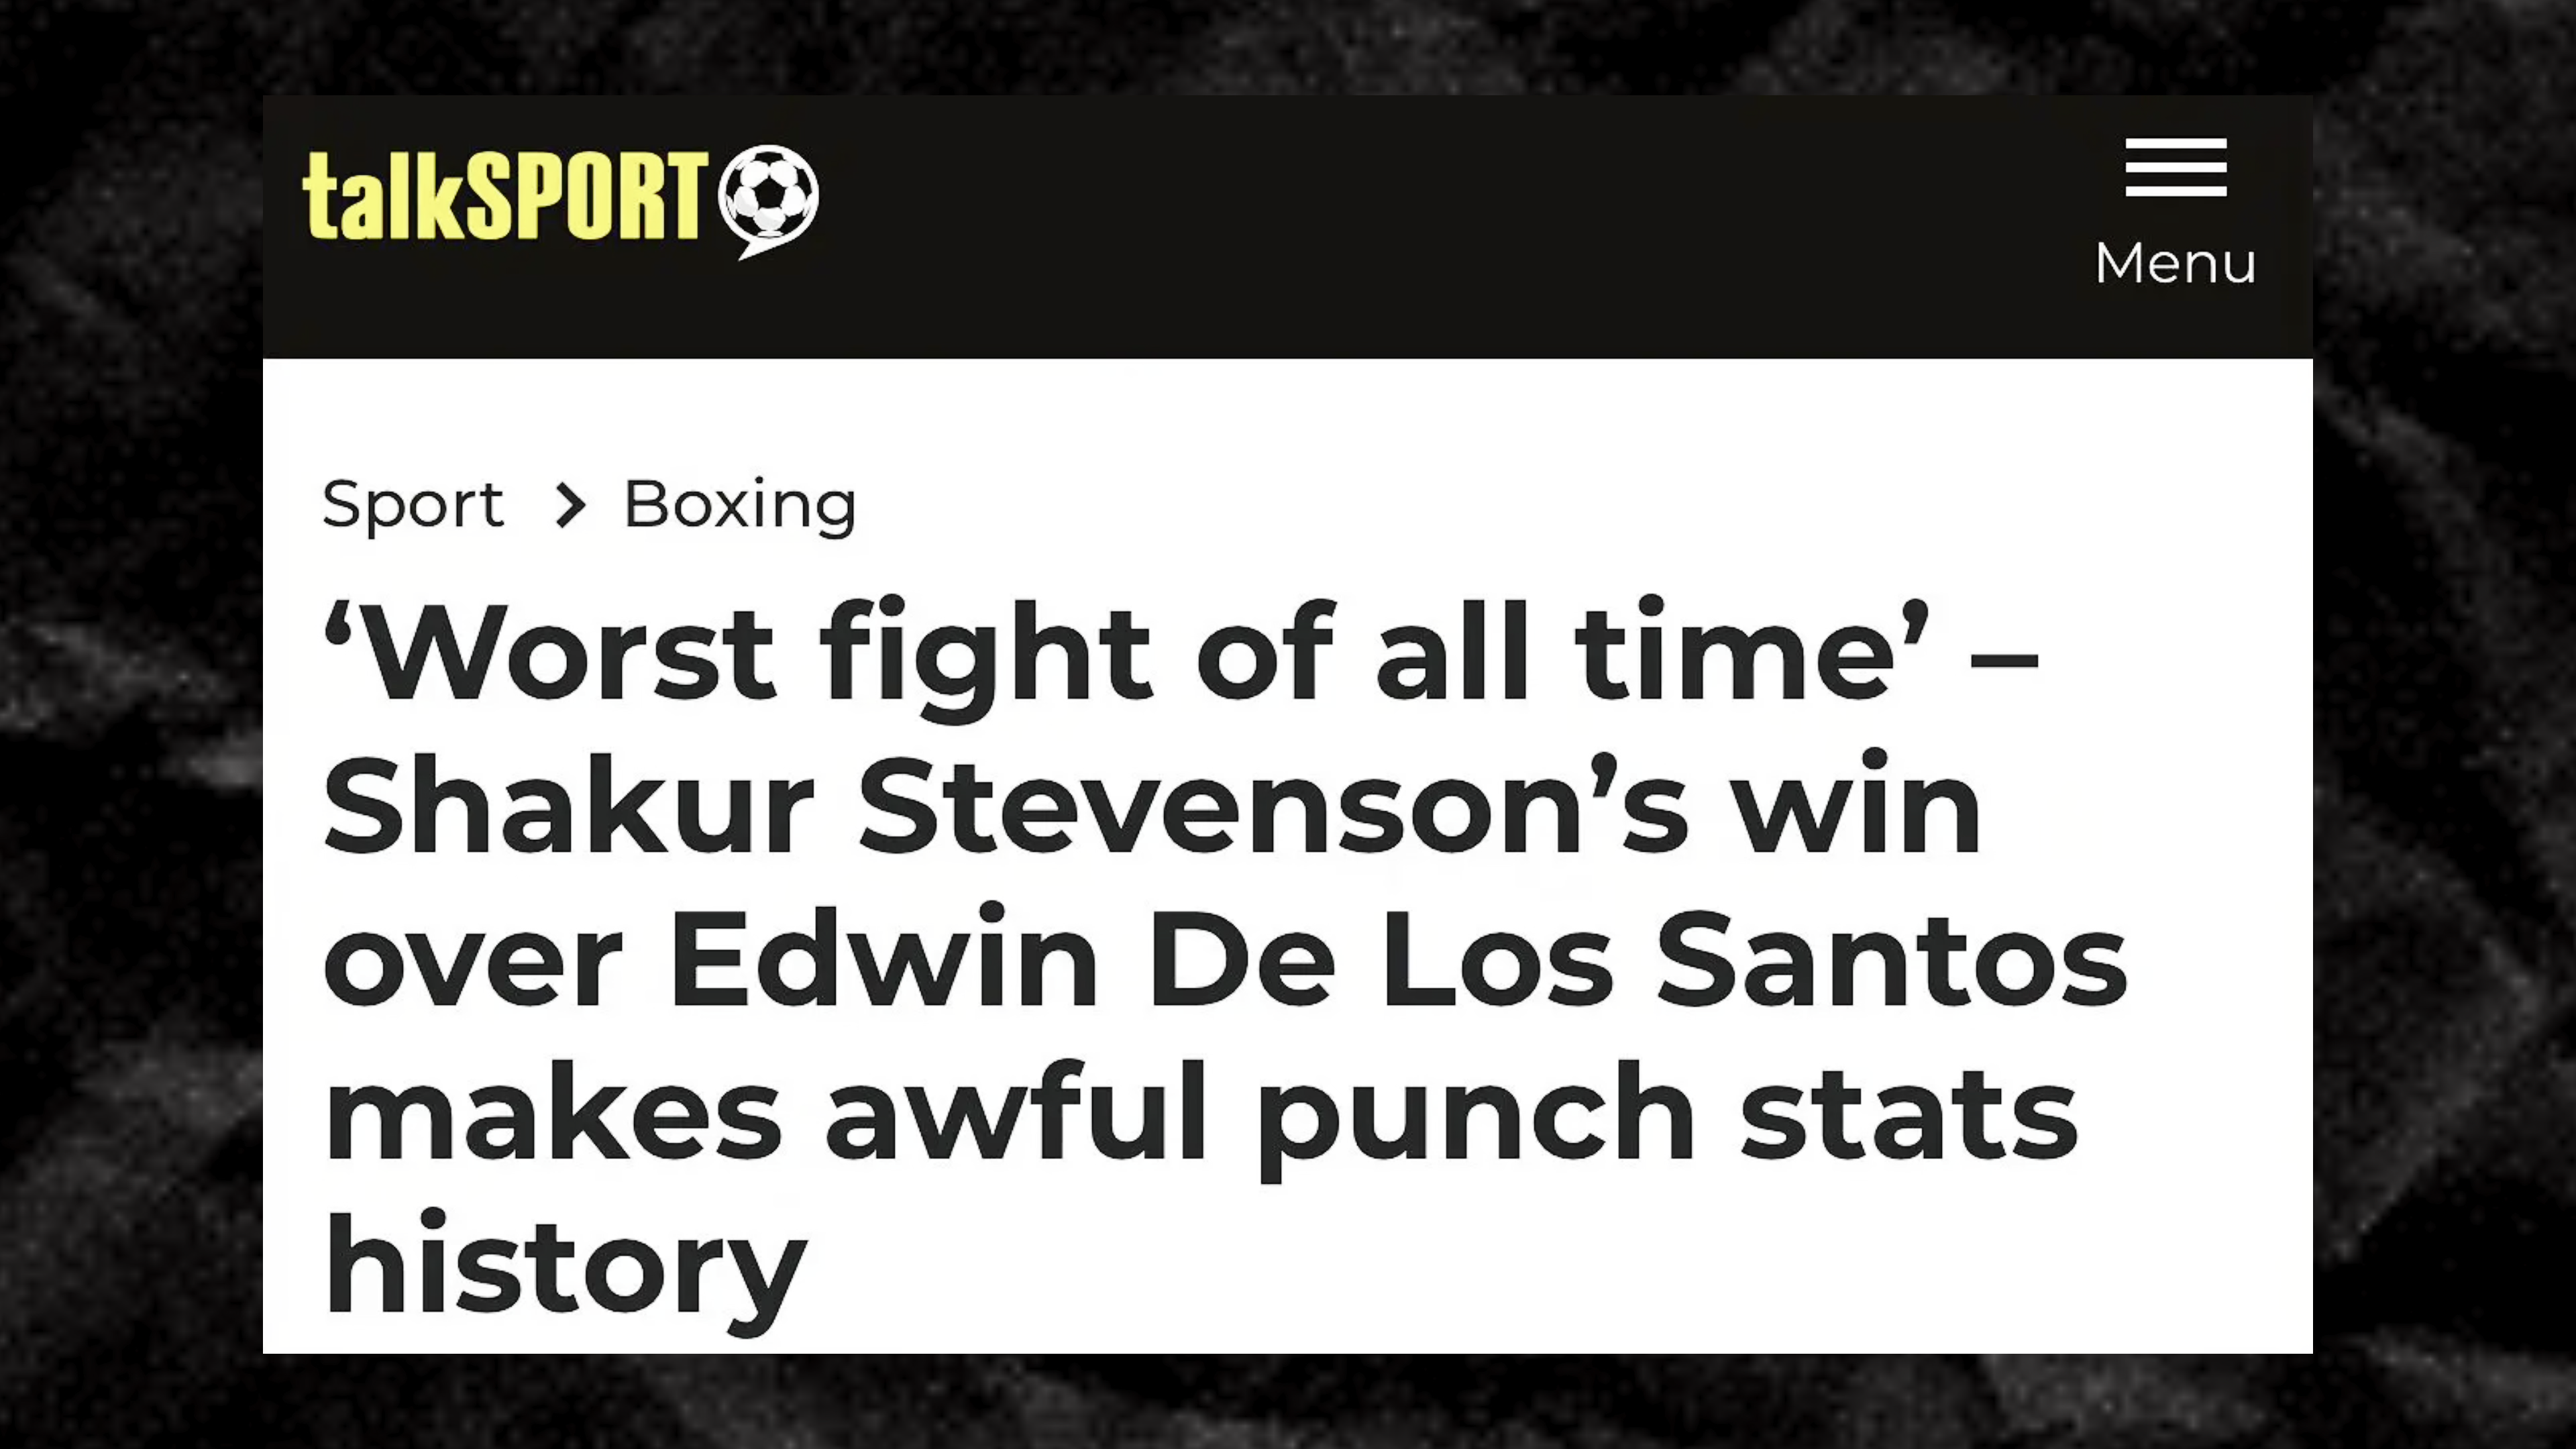 talkSPORT
Menu
Sport > Boxing
‘Worst fight of all time’ –
Shakur Stevenson’s win
over Edwin De Los Santos
makes awful punch stats
history